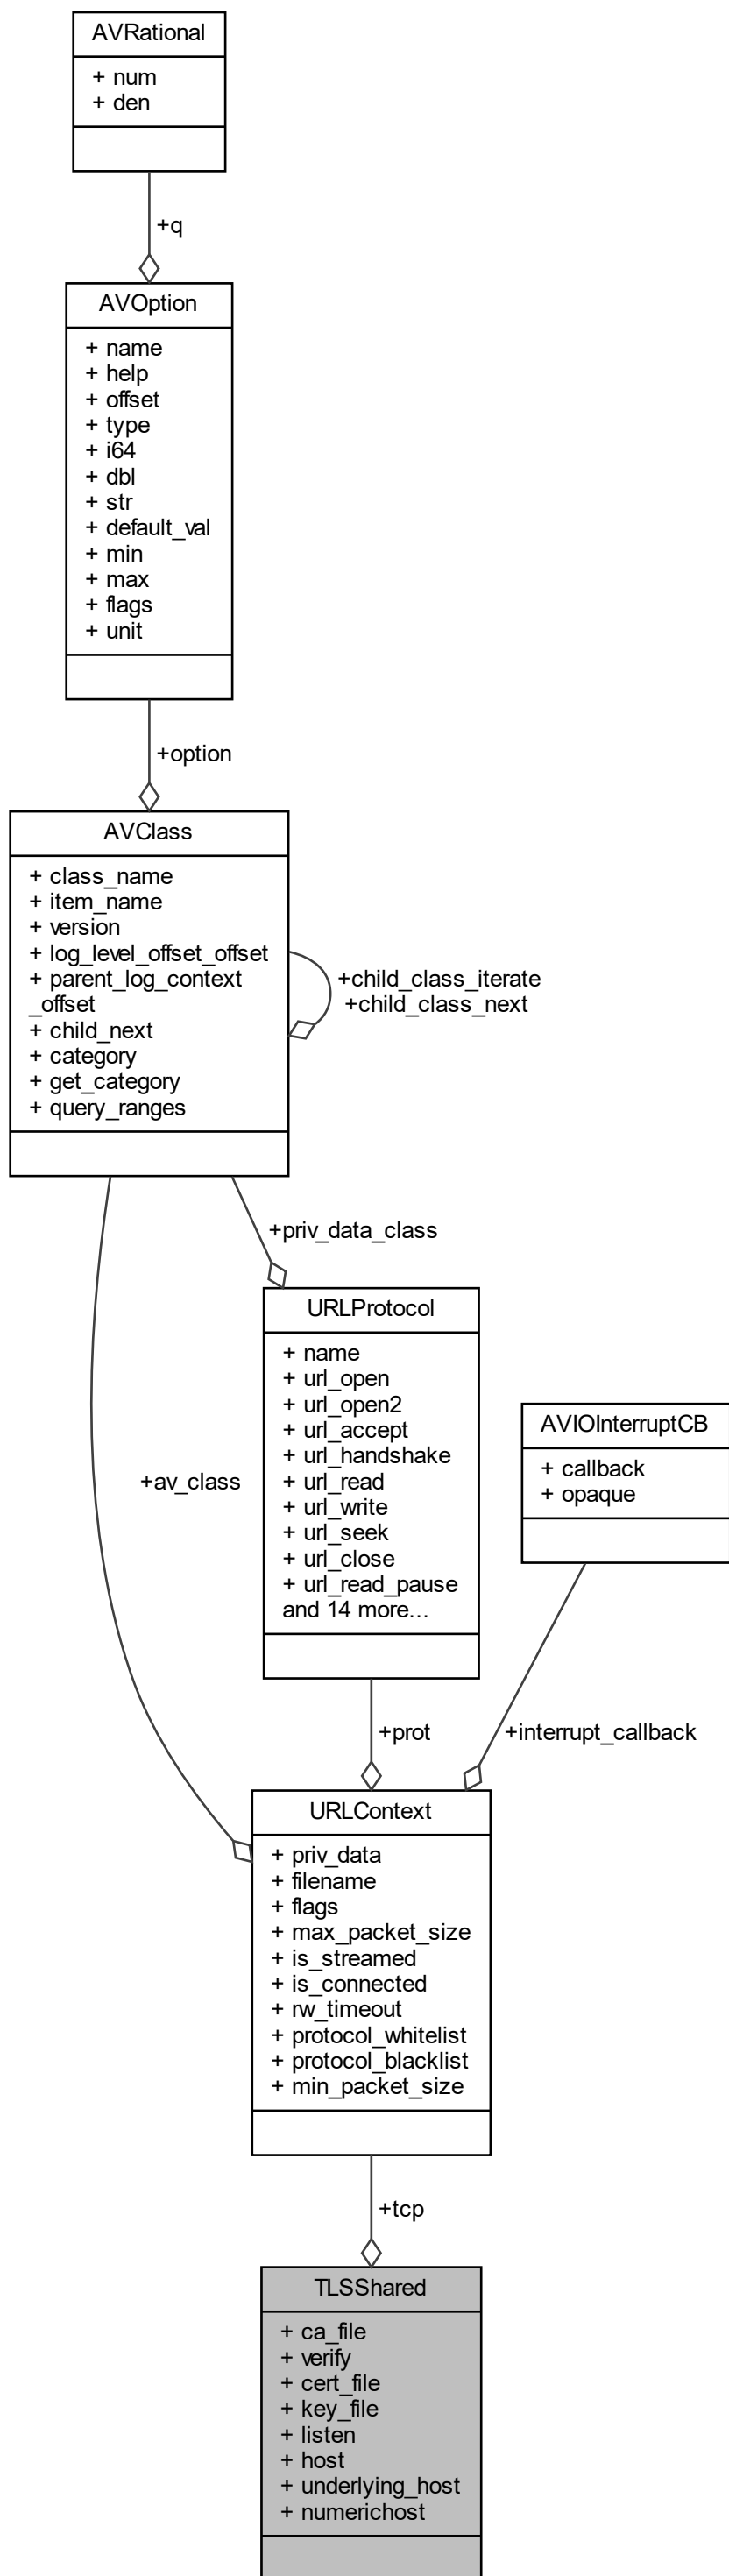 AVRational
+ num
+ den
+q
AVOption
+ name
+ help
+ offset
+ type
+ i64
+ dbl
+ str
+ default_val
+ min
+ max
+ flags
+ unit
+option
AVClass
+ class_name
+ item_name
+ version
+ log_level_offset_offset
+ parent_log_context
_offset
+ child_next
+ category
+ get_category
+ query_ranges
+child_class_iterate
+child_class_next
+priv_data_class
URLProtocol
+ name
+ url_open
+ url_open2
+ url_accept
+ url_handshake
+ url_read
+ url_write
+ url_seek
+ url_close
+ url_read_pause
and 14 more...
AVIOInterruptCB
+ callback
+ opaque
+av_class
+prot
+interrupt_callback
URLContext
+ priv_data
+ filename
+ flags
+ max_packet_size
+ is_streamed
+ is_connected
+ rw_timeout
+ protocol_whitelist
+ protocol_blacklist
+ min_packet_size
+tcp
TLSShared
+ ca_file
+ verify
+ cert_file
+ key_file
+ listen
+ host
+ underlying_host
+ numerichost